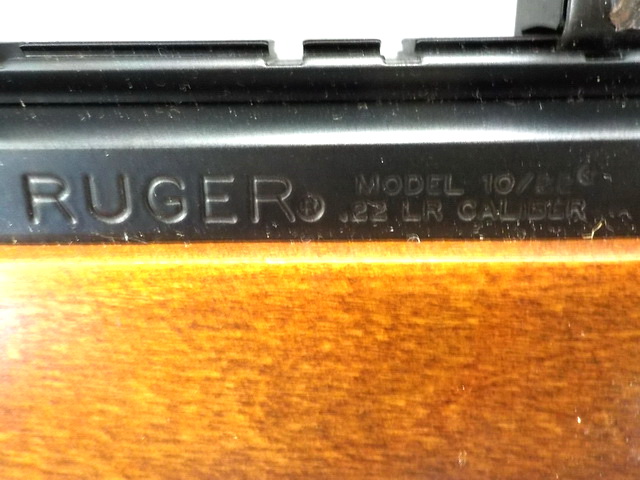 RUGER®
MODEL 10/22®
.22 LR CALIBER